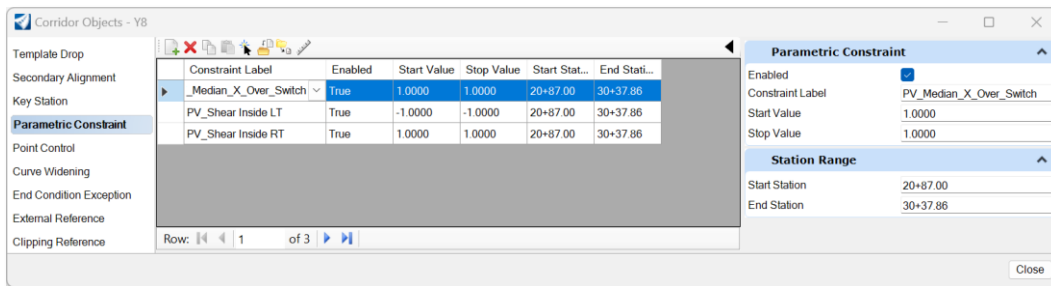 Corridor Objects - Y8
Template Drop
Secondary Alignment
Key Station
Parametric Constraint
Point Control
Curve Widening
End Condition Exception
External Reference
Clipping Reference
Constraint Label Enabled Start Value Stop Value Start Stat... End Stati...
_Median_X_Over_Switch True 1.0000 1.0000 20+87.00 30+37.86
PV_Shear Inside LT True -1.0000 -1.0000 20+87.00 30+37.86
PV_Shear Inside RT True 1.0000 1.0000 20+87.00 30+37.86
Row: 1 of 3
Parametric Constraint
Enabled
Constraint Label PV_Median_X_Over_Switch
Start Value 1.0000
Stop Value 1.0000
Station Range
Start Station 20+87.00
End Station 30+37.86
Close